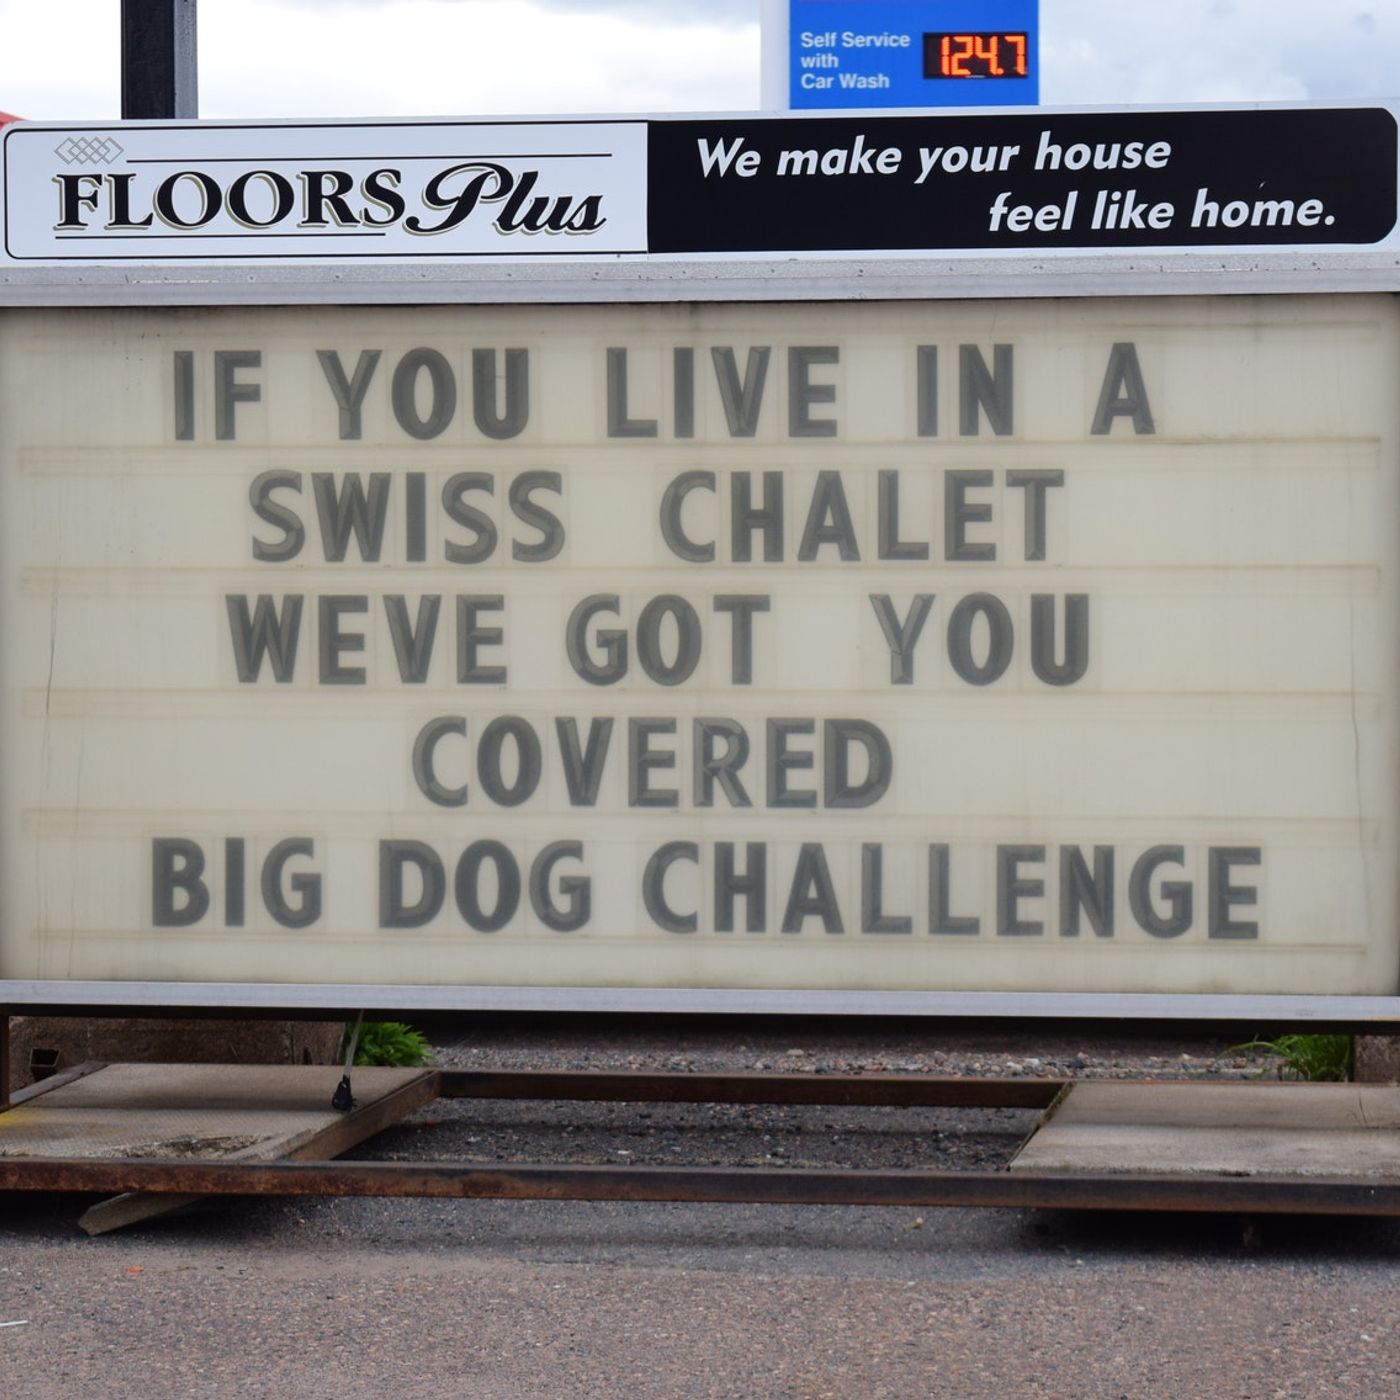 Self Service
with
Car Wash
124.7
FLOORS Plus
We make your house
feel like home.
IF YOU LIVE IN A
SWISS CHALET
WEVE GOT YOU
COVERED
BIG DOG CHALLENGE